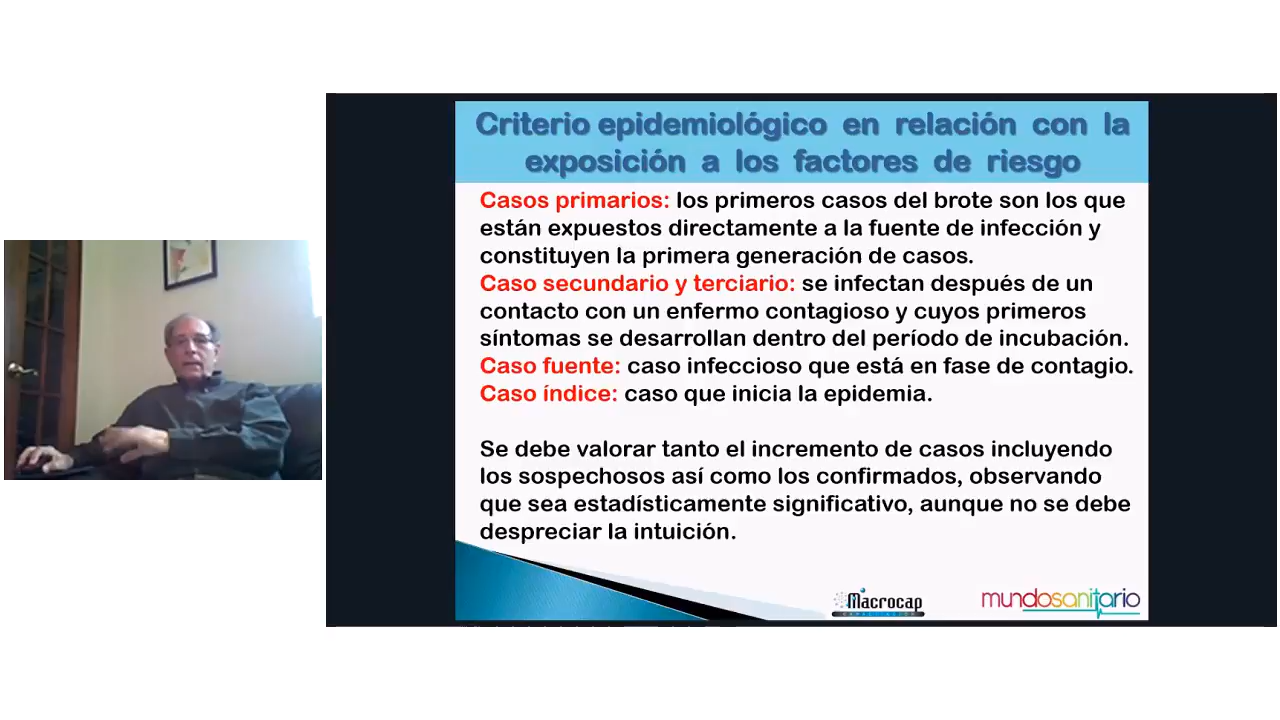 Criterio epidemiológico en relación con la
exposición a los factores de riesgo
Casos primarios: los primeros casos del brote son los que
están expuestos directamente a la fuente de infección y
constituyen la primera generación de casos.
Caso secundario y terciario: se infectan después de un
contacto con un enfermo contagioso y cuyos primeros
síntomas se desarrollan dentro del período de incubación.
Caso fuente: caso infeccioso que está en fase de contagio.
Caso índice: caso que inicia la epidemia.
Se debe valorar tanto el incremento de casos incluyendo
los sospechosos así como los confirmados, observando
que sea estadísticamente significativo, aunque no se debe
despreciar la intuición.
Macrocap
mundosanitario